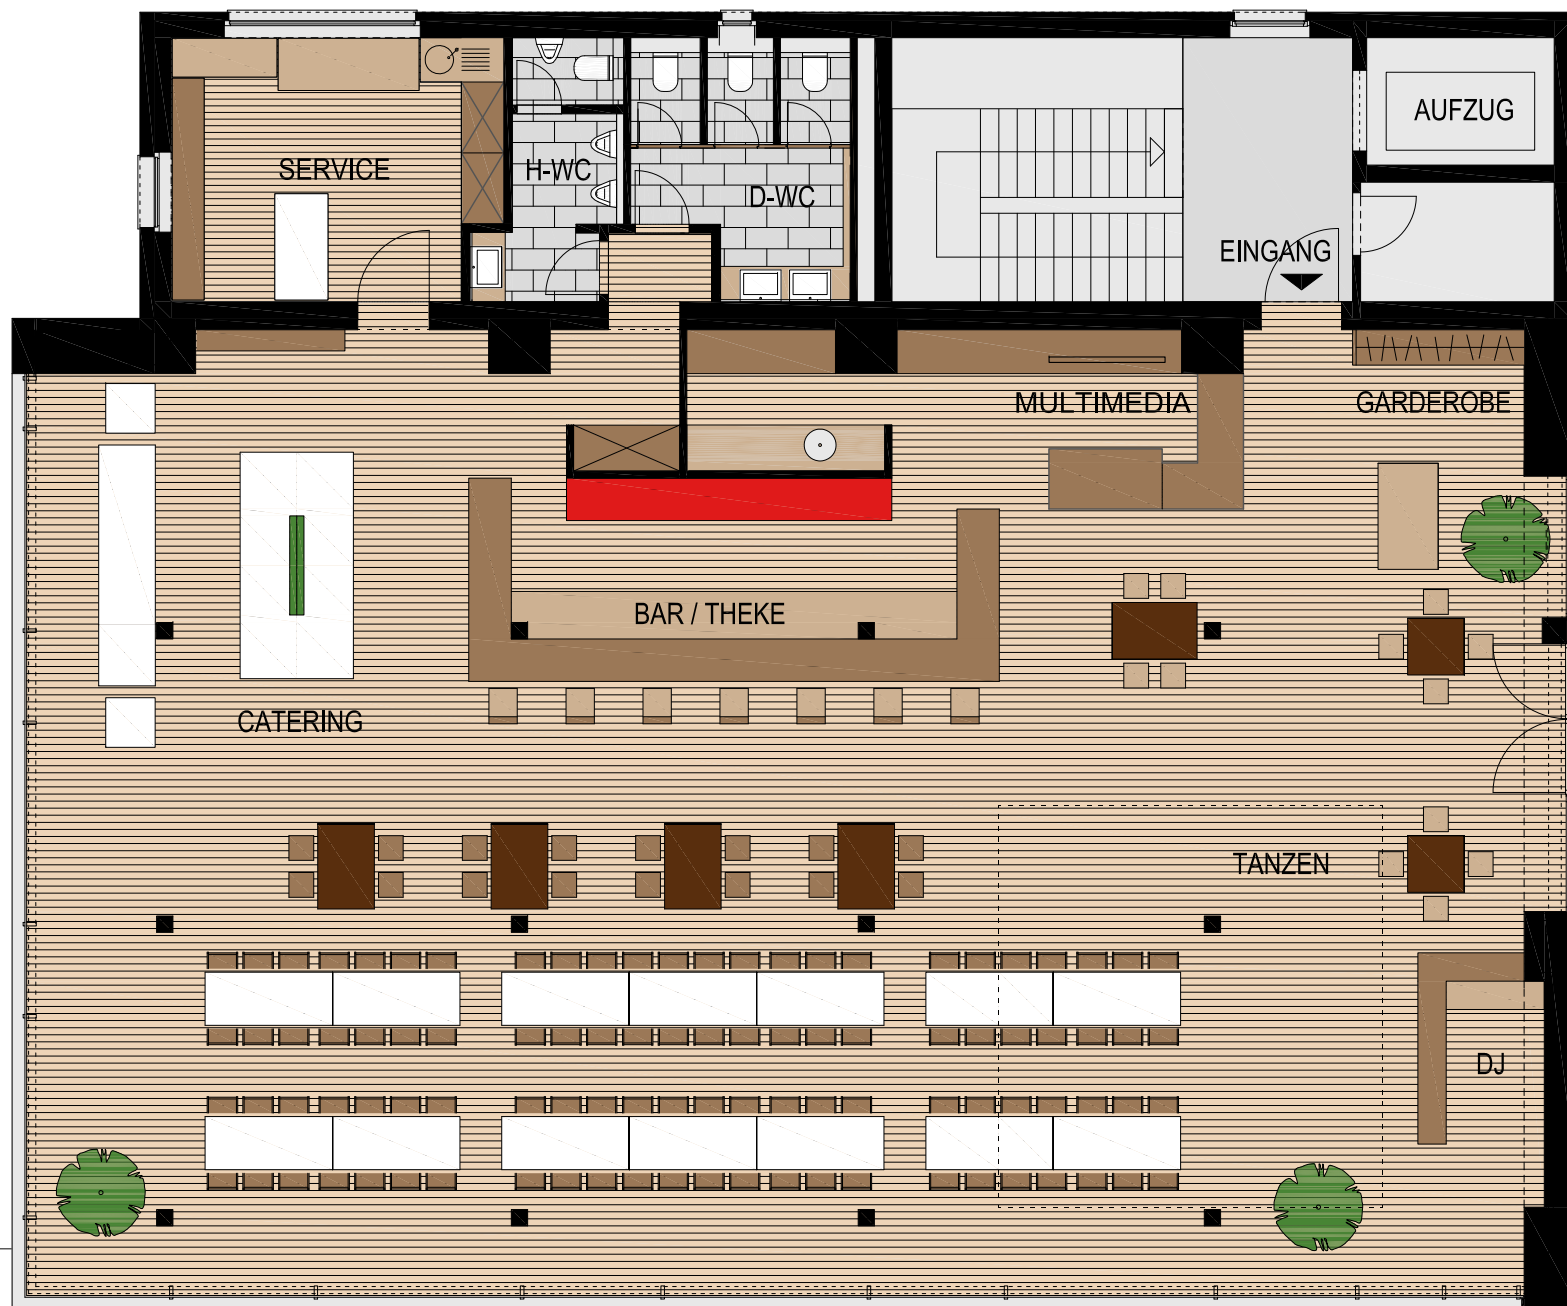 AUFZUG
SERVICE
H-WC
D-WC
EINGANG
MULTIMEDIA
GARDEROBE
BAR / THEKE
CATERING
TANZEN
DJ